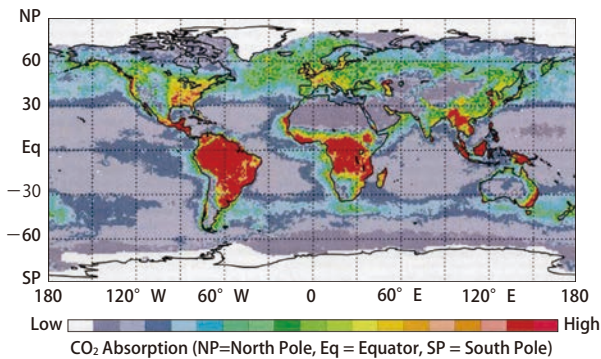 NP
60
30
Eq
−30
−60
SP
180 120° W 60° W 0 60° E 120° E 180
Low High
CO₂ Absorption (NP=North Pole, Eq = Equator, SP = South Pole)